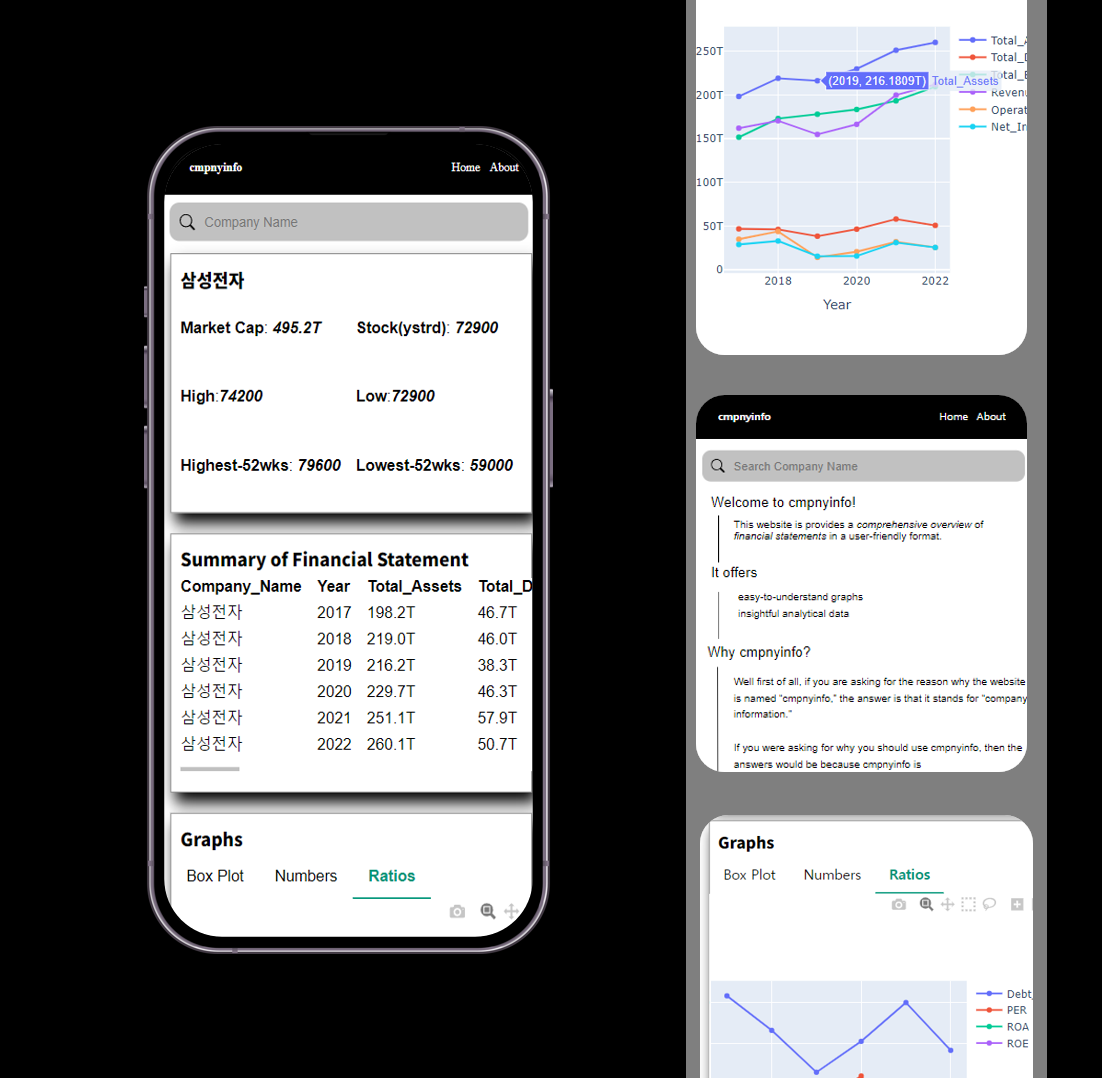 cmpnyinfo Home About
Company Name
삼성전자
Market Cap: 495.2T Stock(ystrd): 72900
High:74200 Low:72900
Highest-52wks: 79600 Lowest-52wks: 59000
Summary of Financial Statement
Company_Name Year Total_Assets Total_D
삼성전자 2017 198.2T 46.7T
삼성전자 2018 219.0T 46.0T
삼성전자 2019 216.2T 38.3T
삼성전자 2020 229.7T 46.3T
삼성전자 2021 251.1T 57.9T
삼성전자 2022 260.1T 50.7T
Graphs
Box Plot Numbers Ratios
250T
200T
150T
100T
50T
0
2018 2020 2022
Year
(2019, 216.1809T) Total_Assets
Total_A
Total_D
Total_E
Revenu
Operat
Net_In
cmpnyinfo Home About
Search Company Name
Welcome to cmpnyinfo!
This website is provides a comprehensive overview of
financial statements in a user-friendly format.
It offers
easy-to-understand graphs
insightful analytical data
Why cmpnyinfo?
Well first of all, if you are asking for the reason why the website
is named "cmpnyinfo," the answer is that it stands for "company
information."
If you were asking for why you should use cmpnyinfo, then the
answers would be because cmpnyinfo is
Graphs
Box Plot Numbers Ratios
Debt_
PER
ROA
ROE